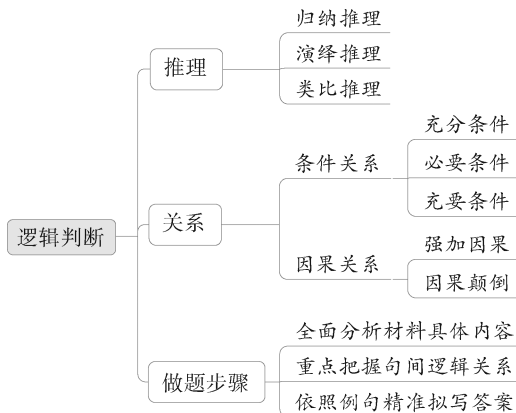 逻辑判断
推理
归纳推理
演绎推理
类比推理
关系
条件关系
充分条件
必要条件
充要条件
因果关系
强加因果
因果颠倒
做题步骤
全面分析材料具体内容
重点把握句间逻辑关系
依照例句精准拟写答案